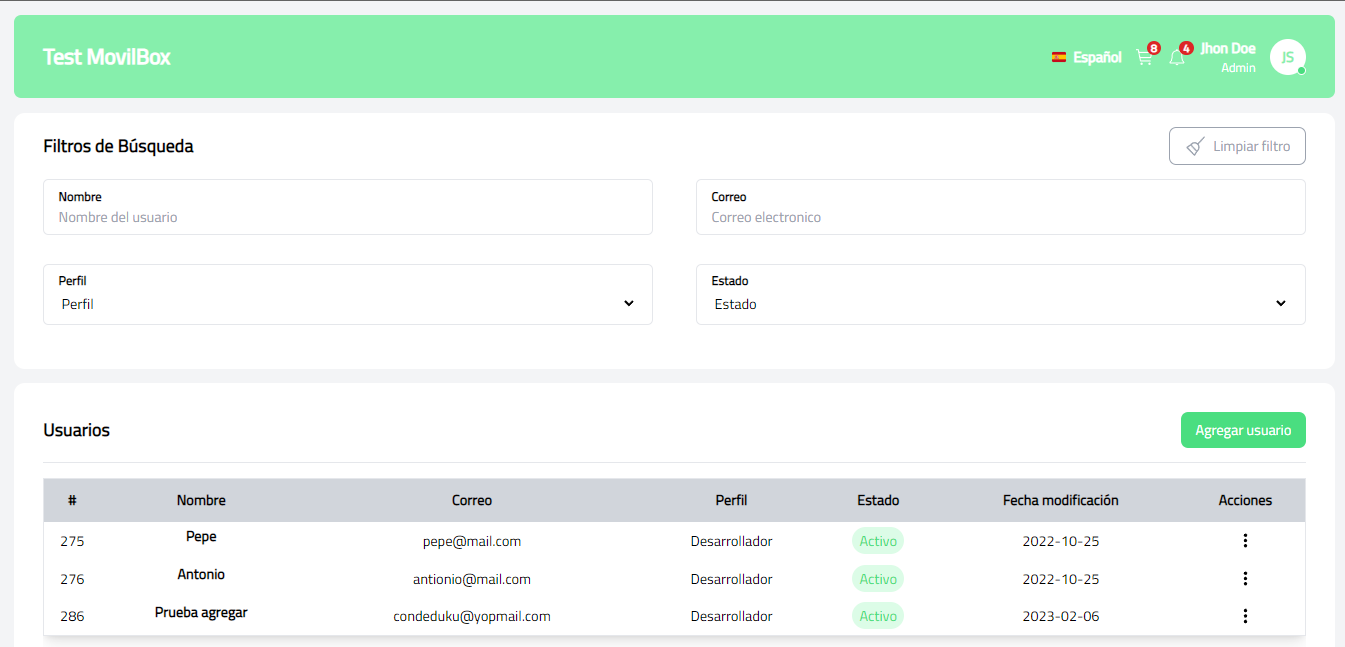 Test MovilBox
Español
8
4
Jhon Doe
Admin
JS
Filtros de Búsqueda
Limpiar filtro
Nombre
Nombre del usuario
Correo
Correo electronico
Perfil
Perfil
Estado
Estado
Usuarios
Agregar usuario
# Nombre Correo Perfil Estado Fecha modificación Acciones
275 Pepe pepe@mail.com Desarrollador Activo 2022-10-25
276 Antonio antionio@mail.com Desarrollador Activo 2022-10-25
286 Prueba agregar condeduku@yopmail.com Desarrollador Activo 2023-02-06